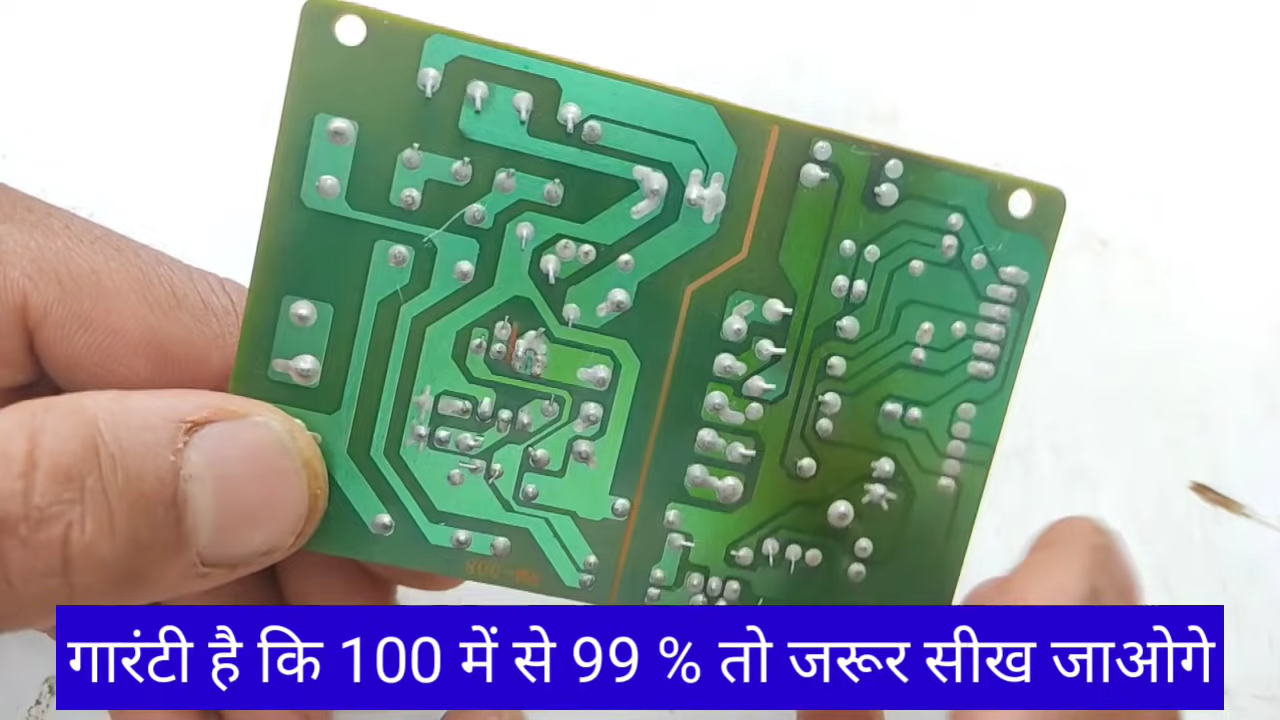 गारंटी है कि 100 में से 99 % तो जरूर सीख जाओगे